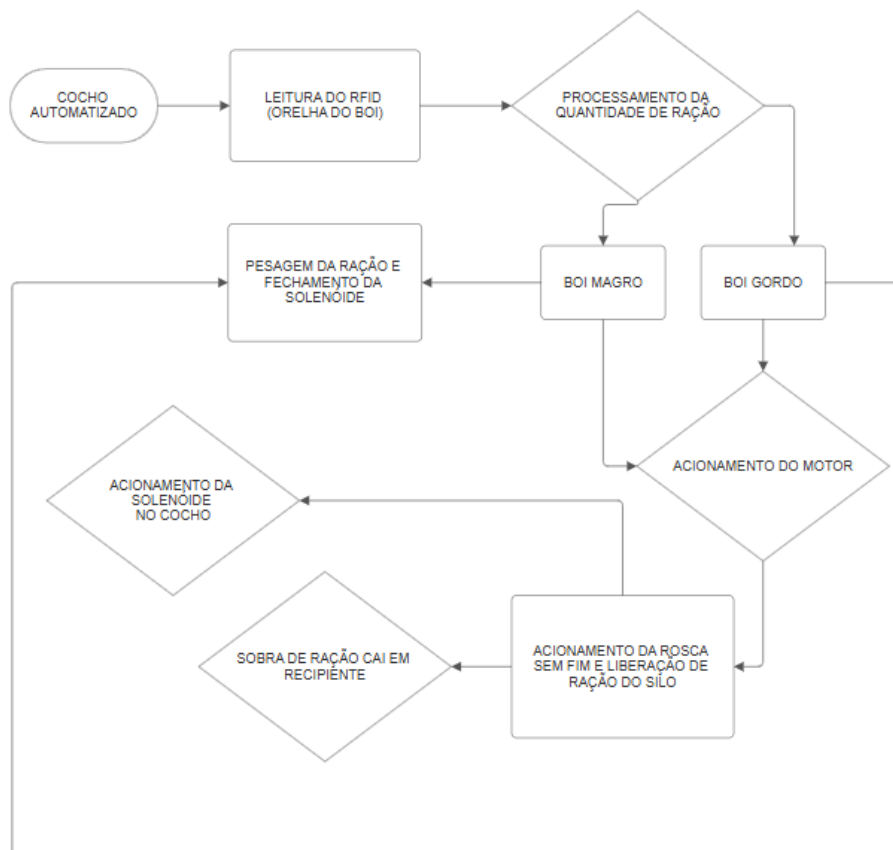 COCHO
AUTOMATIZADO
LEITURA DO RFID
(ORELHA DO BOI)
PROCESSAMENTO DA
QUANTIDADE DE RAÇÃO
PESAGEM DA RAÇÃO E
FECHAMENTO DA
SOLENÓIDE
BOI MAGRO
BOI GORDO
ACIONAMENTO DO MOTOR
ACIONAMENTO DA
SOLENÓIDE
NO COCHO
SOBRA DE RAÇÃO CAI EM
RECIPIENTE
ACIONAMENTO DA ROSCA
SEM FIM E LIBERAÇÃO DE
RAÇÃO DO SILO